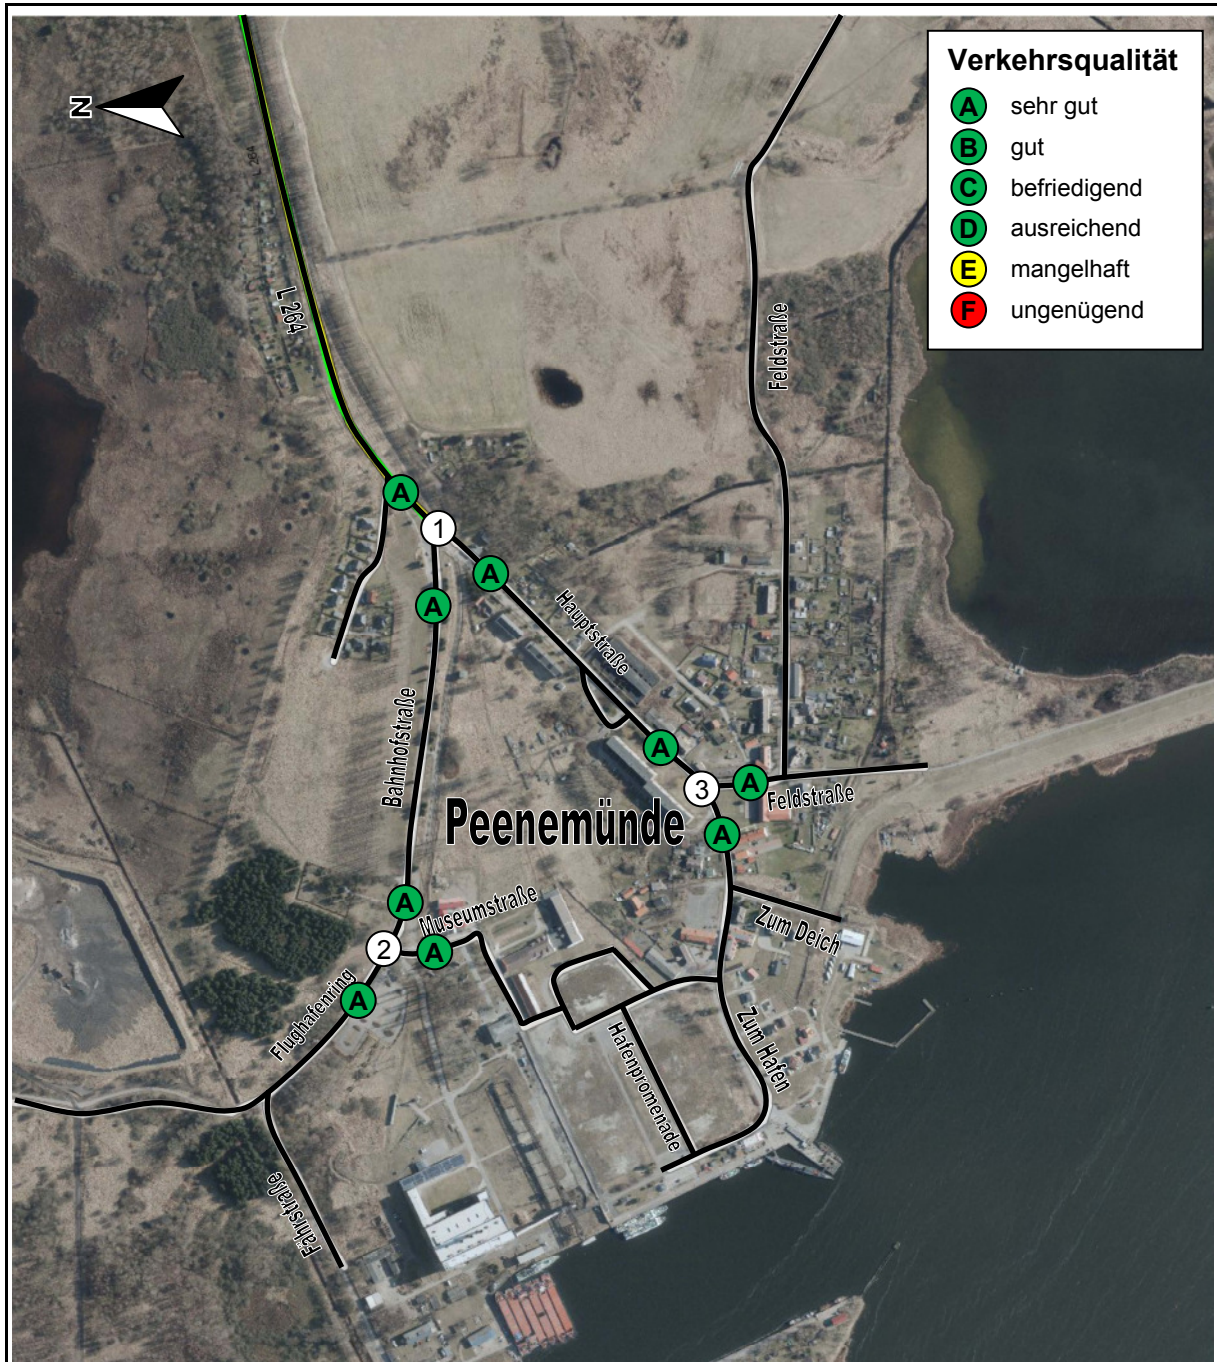 Verkehrsqualität
A sehr gut
B gut
C befriedigend
D ausreichend
E mangelhaft
F ungenügend
N
L 264
L 264
Feldstraße
A
1
A
A
Hauptstraße
Bahnhofstraße
A
3
A
Feldstraße
Peenemünde
A
A
Museumstraße
Zum Deich
2
A
A
Flughafenring
Zum Hafen
Hafenpromenade
Fährstraße